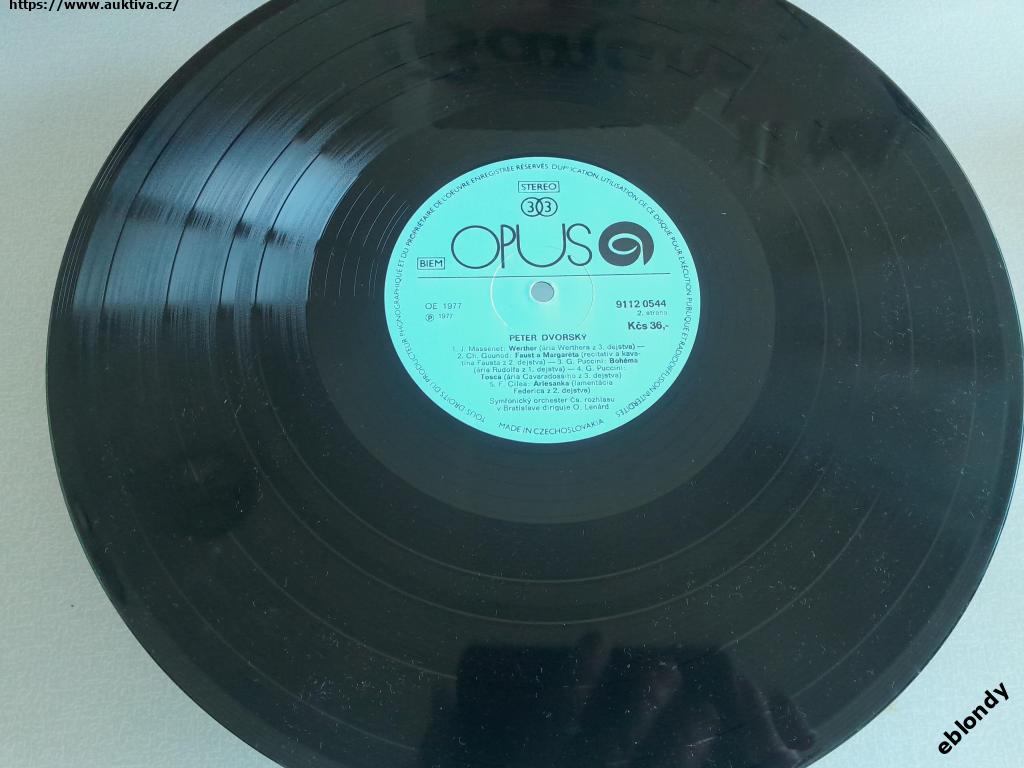 https://www.auktiva.cz/
TOUS DROITS DU PRODUCTEUR PHONOGRAPHIQUE ET DU PROPRIÉTAIRE DE L'OEUVRE ENREGISTRÉE RÉSERVÉS. DUPLICATION, UTILISATION DE CE DISQUE POUR EXÉCUTION PUBLIQUE ET RADIODIFFUSION INTERDITES
STEREO
33
OPUS
BIEM
OE 1977
9112 0544
℗ 1977
2. strana
Kčs 36,-
PETER DVORSKÝ
1. J. Massenet: Werther (ária Werthera z 3. dejstva) —
2. Ch. Gounod: Faust a Margaréta (recitatív a kava-
tína Fausta z 2. dejstva) — 3. G. Puccini: Bohéma
(ária Rudolfa z 1. dejstva) — 4. G. Puccini:
Tosca (ária Cavaradossiho z 3. dejstva)
5. F. Cilea: Arlesanka (lamentácia
Federica z 2. dejstva)
Symfonický orchester Čs. rozhlasu
v Bratislave diriguje O. Lenárd
MADE IN CZECHOSLOVAKIA
eblondy